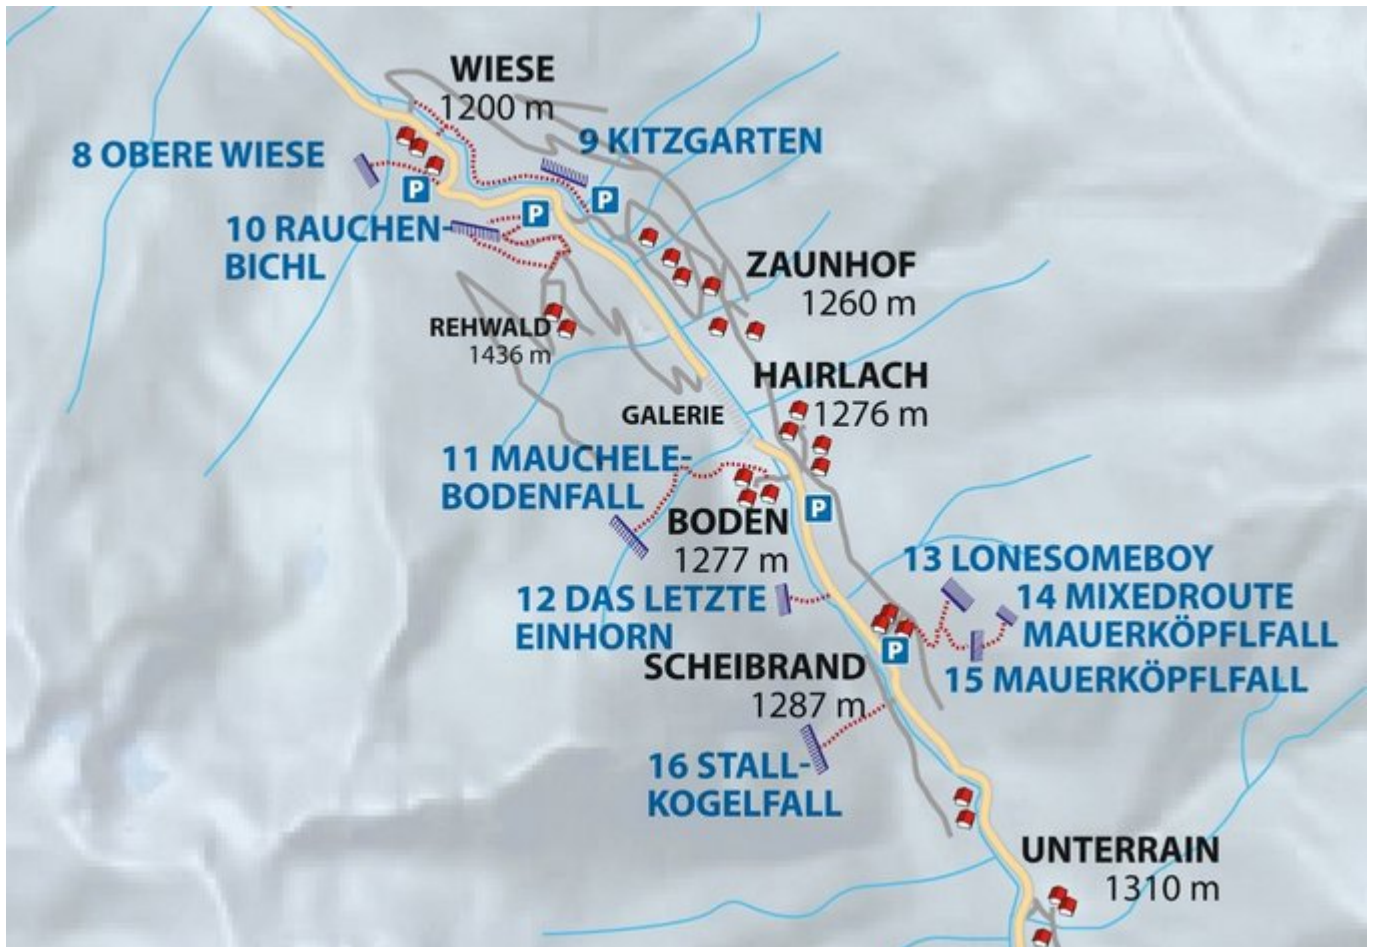 WIESE
1200 m
8 OBERE WIESE
9 KITZGARTEN
P
P
P
10 RAUCHEN-
BICHL
ZAUNHOF
1260 m
REHWALD
1436 m
HAIRLACH
1276 m
GALERIE
11 MAUCHELE-
BODENFALL
P
BODEN
1277 m
13 LONESOMEBOY
12 DAS LETZTE
EINHORN
14 MIXEDROUTE
MAUERKÖPFLFALL
P
SCHEIBRAND
1287 m
15 MAUERKÖPFLFALL
16 STALL-
KOGELFALL
UNTERRAIN
1310 m